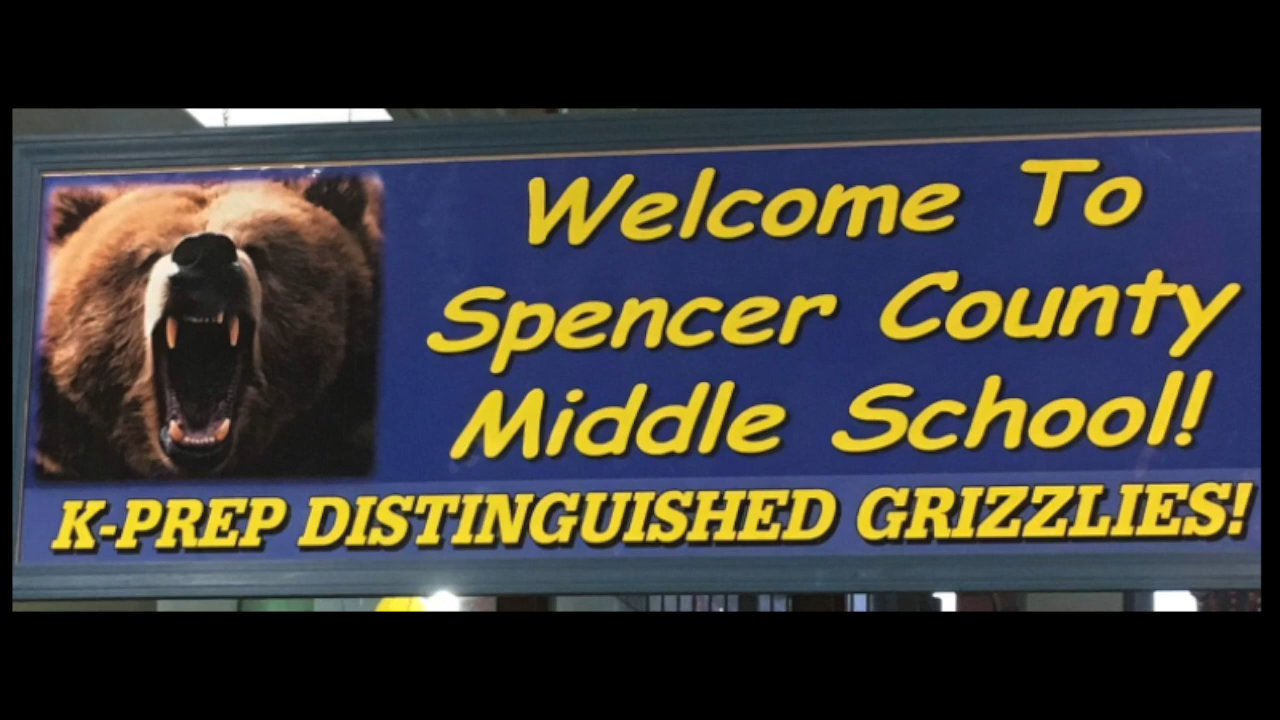 Welcome To
Spencer County
Middle School!
K-PREP DISTINGUISHED GRIZZLIES!